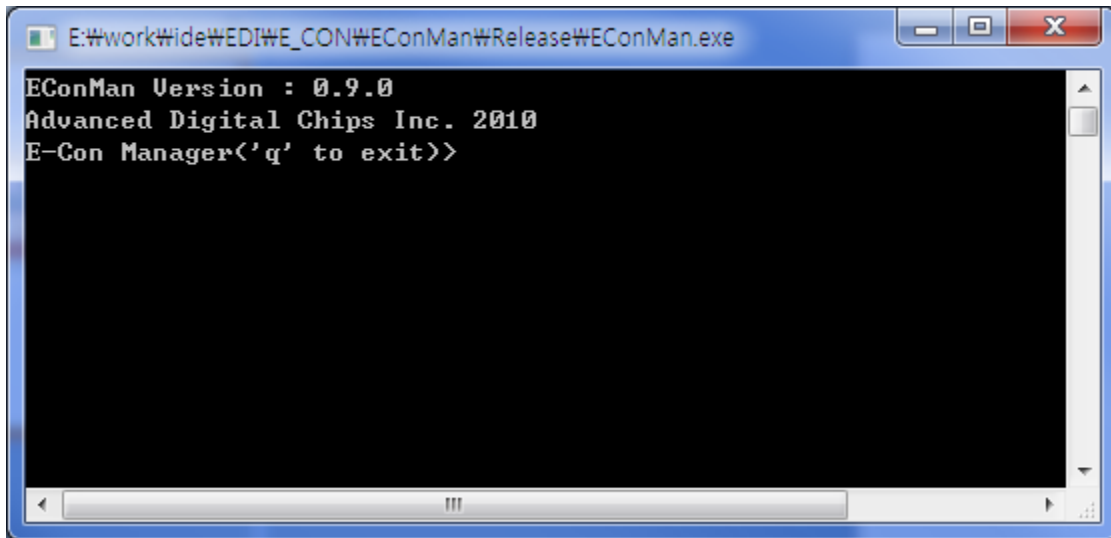 E:₩work₩ide₩EDI₩E_CON₩EConMan₩Release₩EConMan.exe
EConMan Version : 0.9.0
Advanced Digital Chips Inc. 2010
E-Con Manager('q' to exit)>